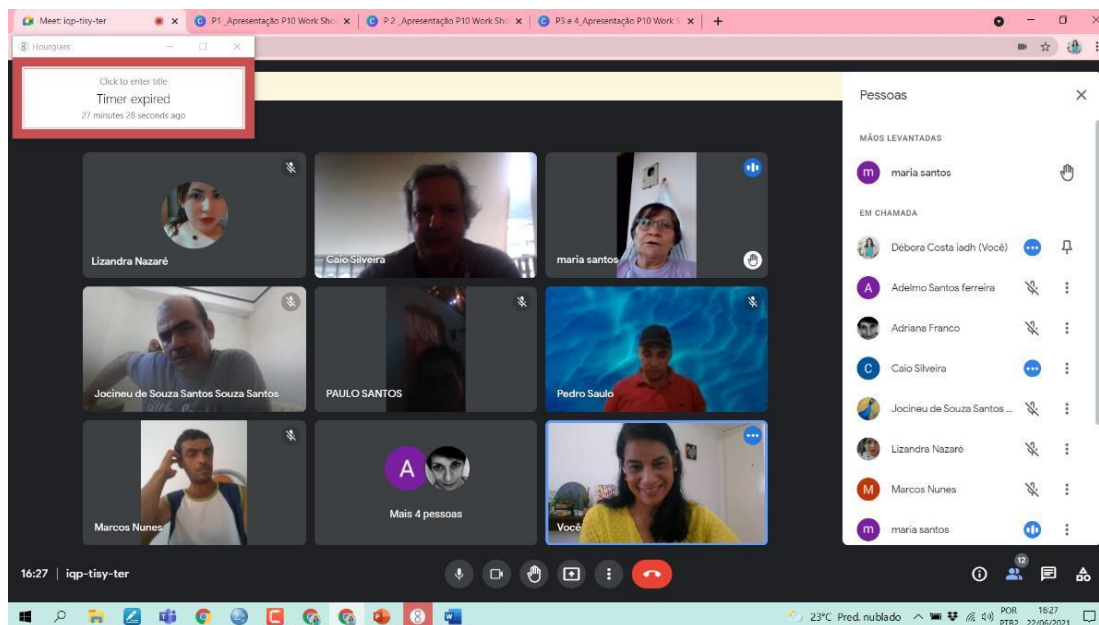 Meet: iqp-tisy-ter
P1_Apresentação P10 Work Sho
P 2_Apresentação P10 Work Sho
P3 e 4_Apresentação P10 Work S
Hourglass
Click to enter title
Timer expired
27 minutes 28 seconds ago
Lizandra Nazaré
Caio Silveira
maria santos
Jocineu de Souza Santos Souza Santos
PAULO SANTOS
Pedro Saulo
Marcos Nunes
A
Mais 4 pessoas
Você
Pessoas
MÃOS LEVANTADAS
m maria santos
EM CHAMADA
Débora Costa iadh (Você)
A Adelmo Santos ferreira
Adriana Franco
C Caio Silveira
Jocineu de Souza Santos ...
Lizandra Nazaré
M Marcos Nunes
m maria santos
16:27 | iqp-tisy-ter
12
23°C Pred. nublado
POR
PTB2
16:27
22/06/2021